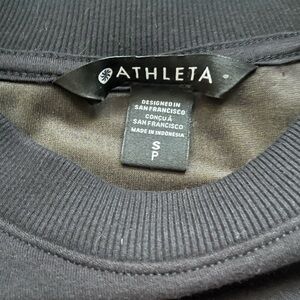 ATHLETA
DESIGNED IN
SAN FRANCISCO
CONÇU À
SAN FRANCISCO
MADE IN INDONESIA
S
P